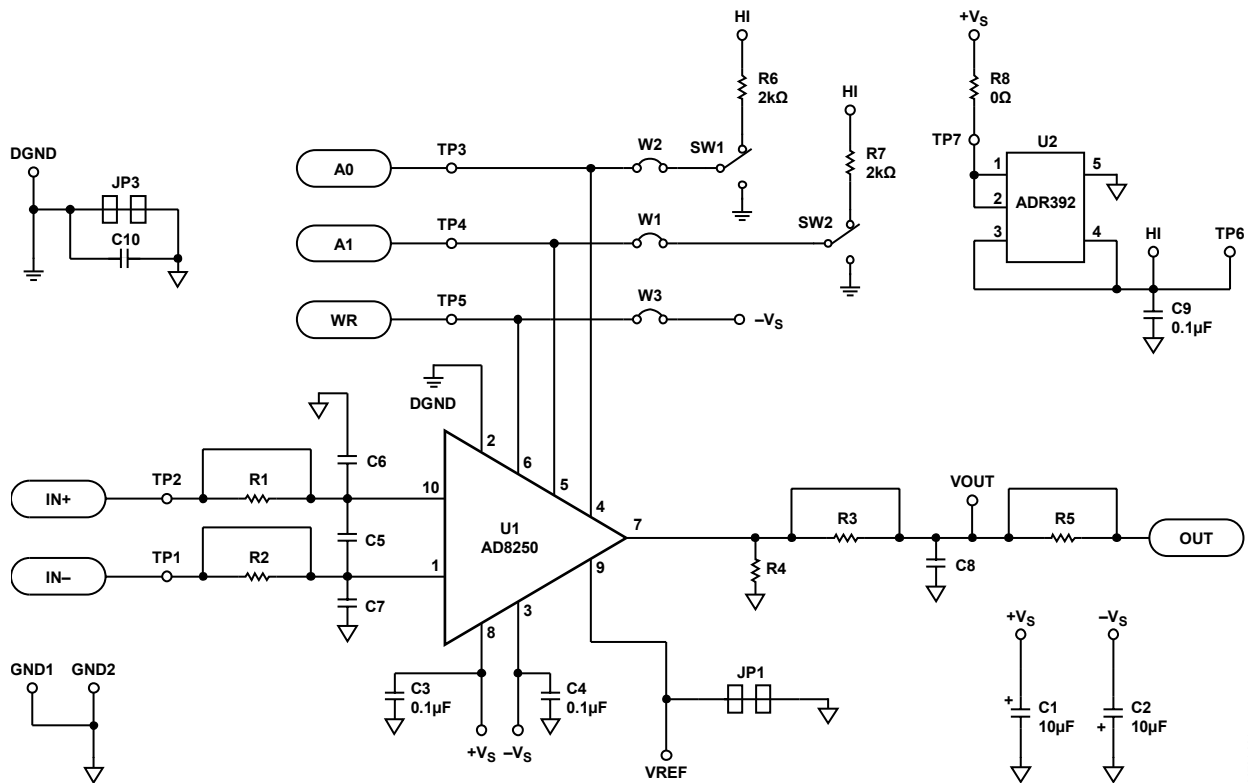 HI
+VS
R6
2kΩ
R8
0Ω
HI
DGND
TP7
U2
W2
SW1
R7
2kΩ
A0
TP3
JP3
1
5
2
ADR392
C10
TP4
W1
SW2
A1
3
4
HI
TP6
WR
TP5
W3
–VS
C9
0.1µF
DGND
2
C6
6
TP2
R1
5
IN+
10
4
VOUT
U1
AD8250
7
R3
R5
C5
OUT
TP1
R2
IN–
1
9
R4
C8
C7
3
8
+VS
–VS
GND1
GND2
C3
0.1µF
C4
0.1µF
JP1
C1
10µF
+
C2
10µF
+
+VS
–VS
VREF